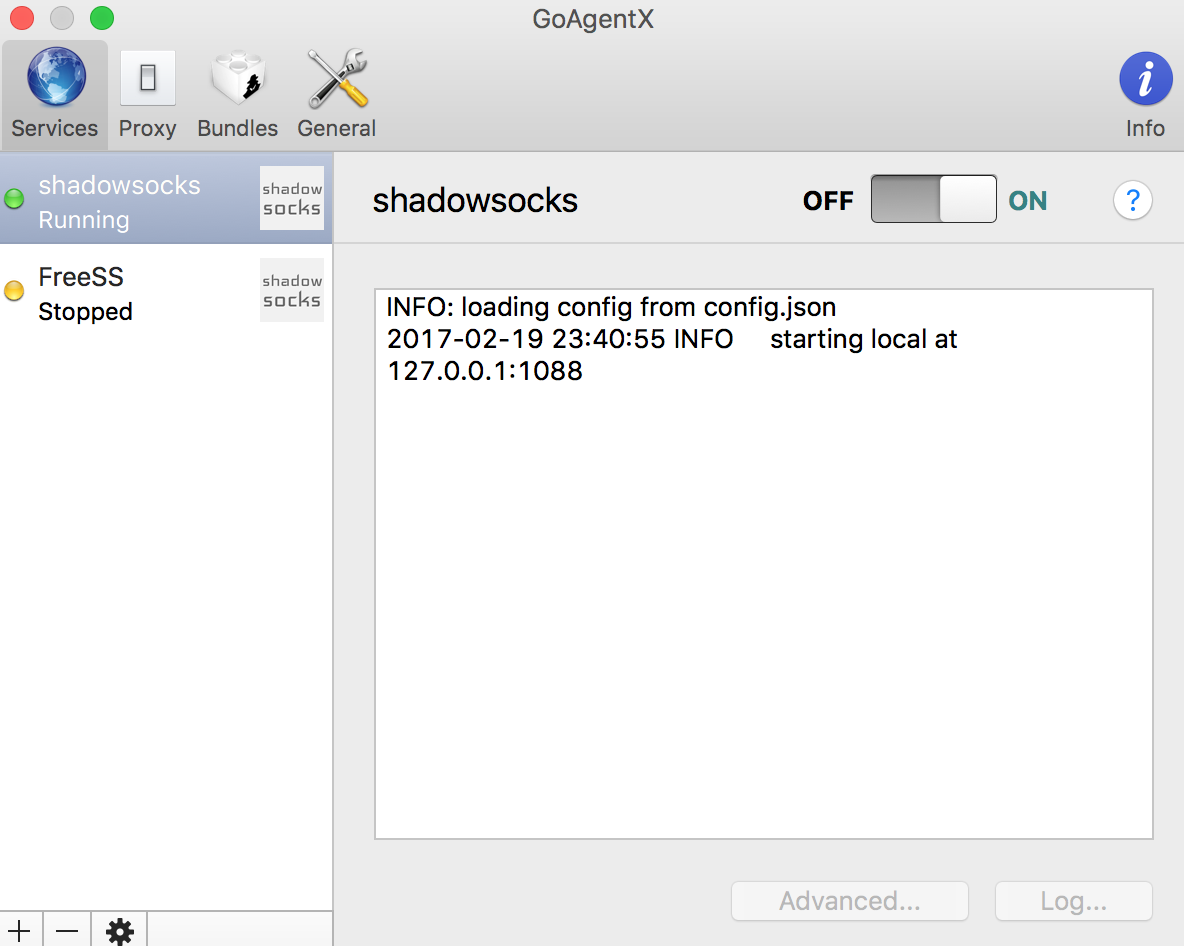 GoAgentX
Services
Proxy
Bundles
General
Info
shadowsocks
Running
shadow
socks
FreeSS
Stopped
shadow
socks
shadowsocks
OFF
ON
?
INFO: loading config from config.json
2017-02-19 23:40:55 INFO     starting local at
127.0.0.1:1088
Advanced...
Log...